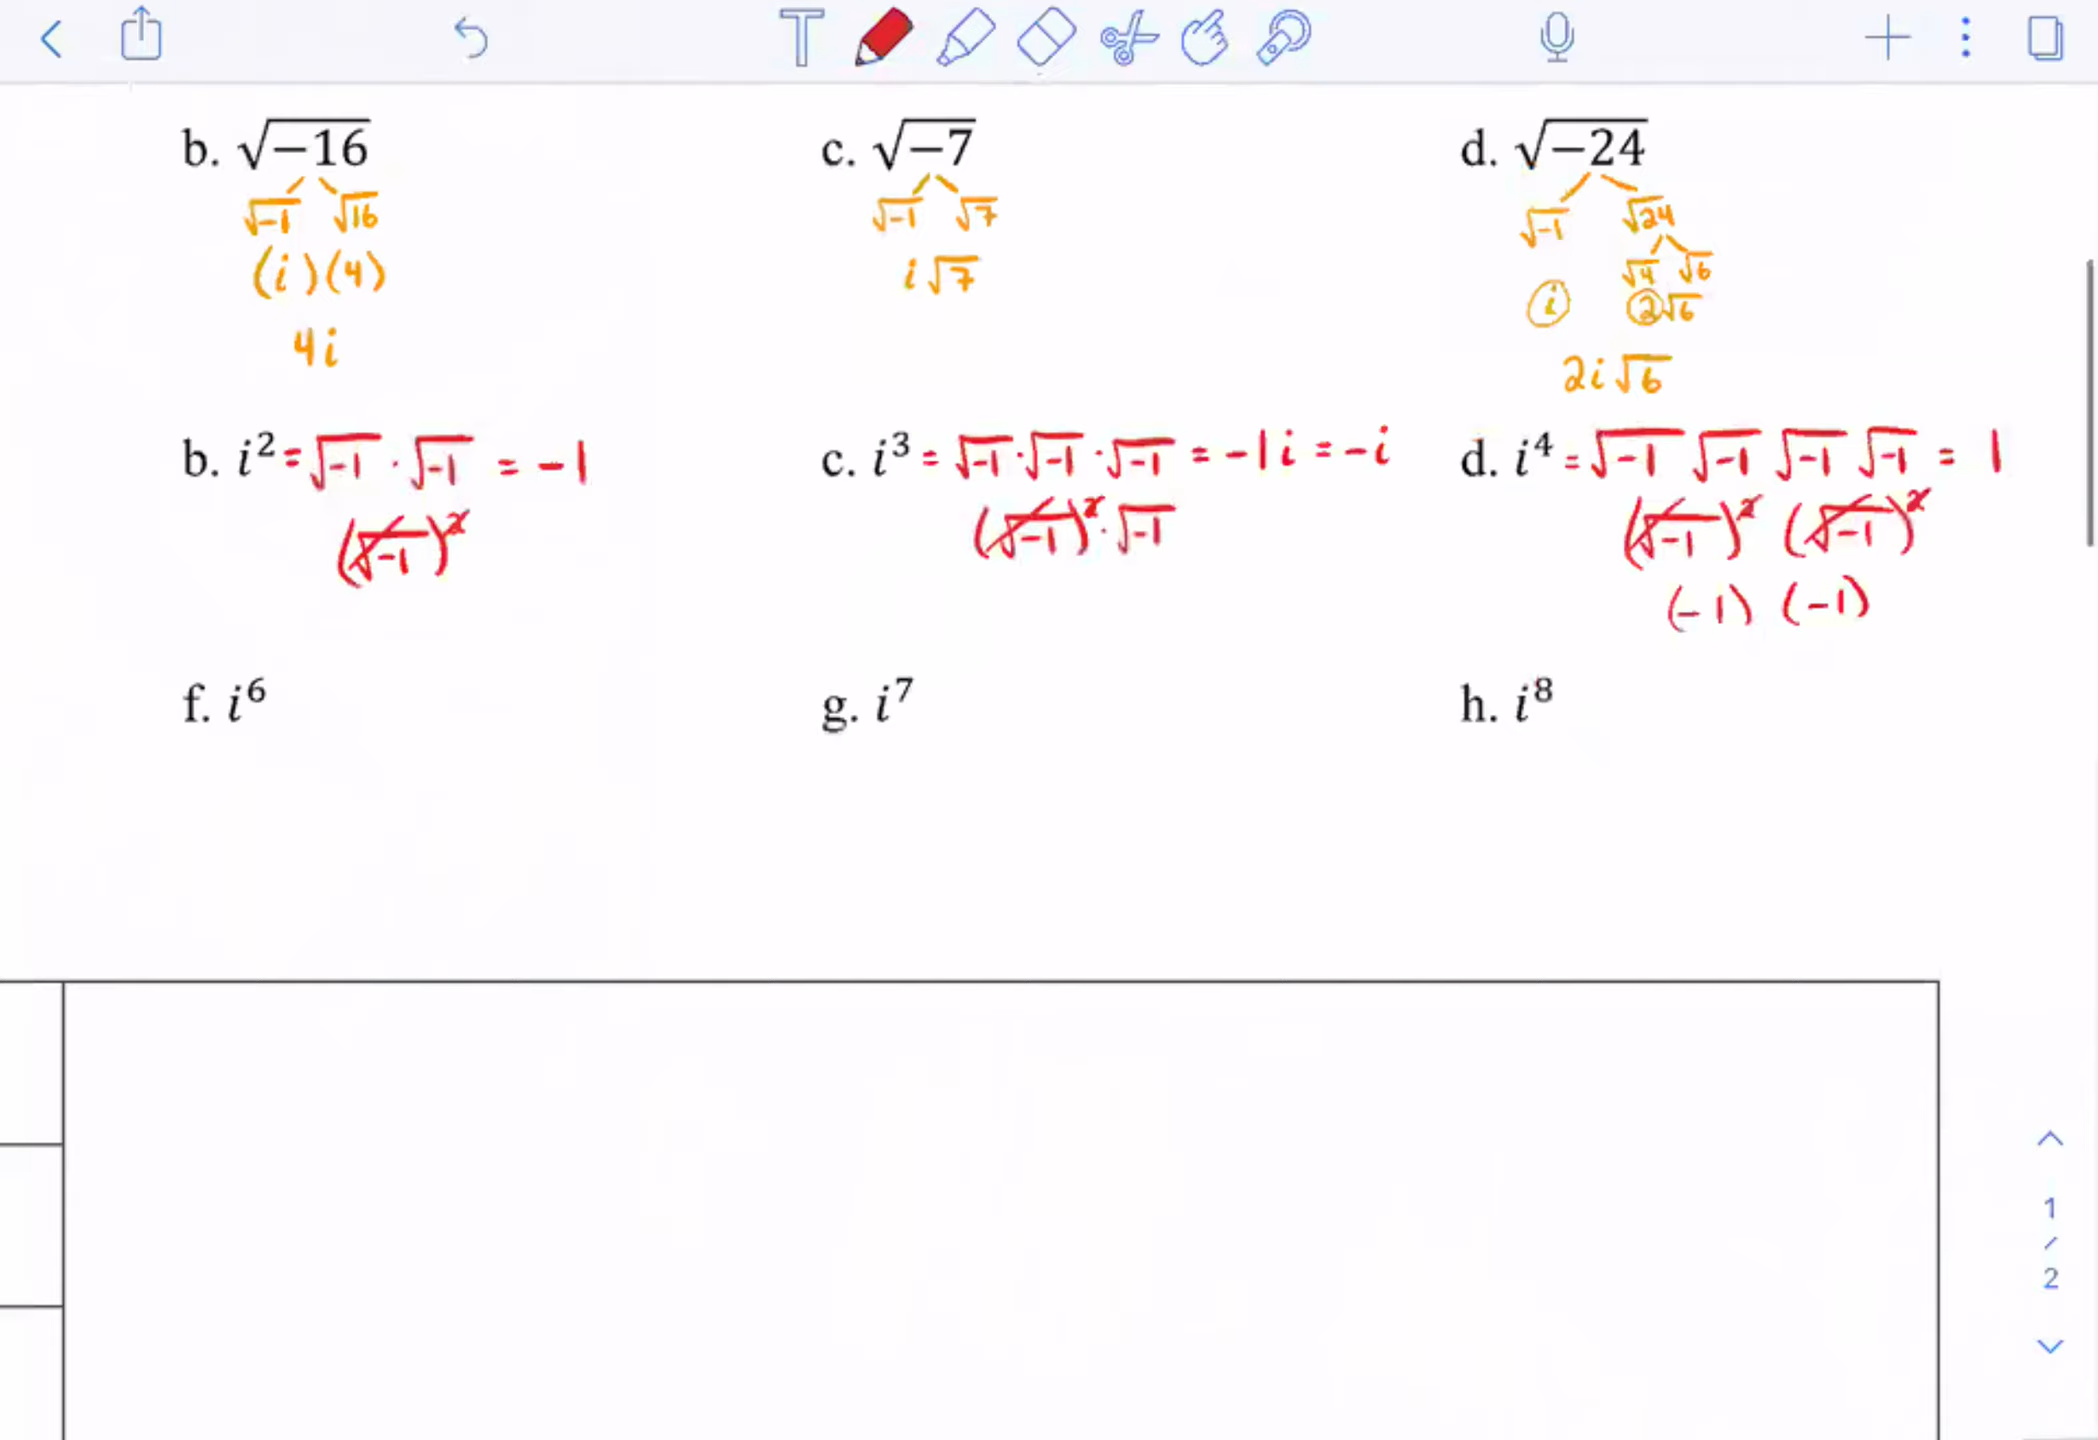 T
b. √−16
c. √−7
d. √−24
√-1 √16
√-1 √7
√-1 √24
(i)(4)
i√7
√4 √6
i 2√6
4i
2i√6
b. i² = √-1 · √-1 = -1
c. i³ = √-1 · √-1 · √-1 = -1i = -i
d. i⁴ = √-1 √-1 √-1 √-1 = 1
(√-1)²
(√-1)² · √-1
(√-1)² (√-1)²
(-1) (-1)
f. i⁶
g. i⁷
h. i⁸
1
/
2